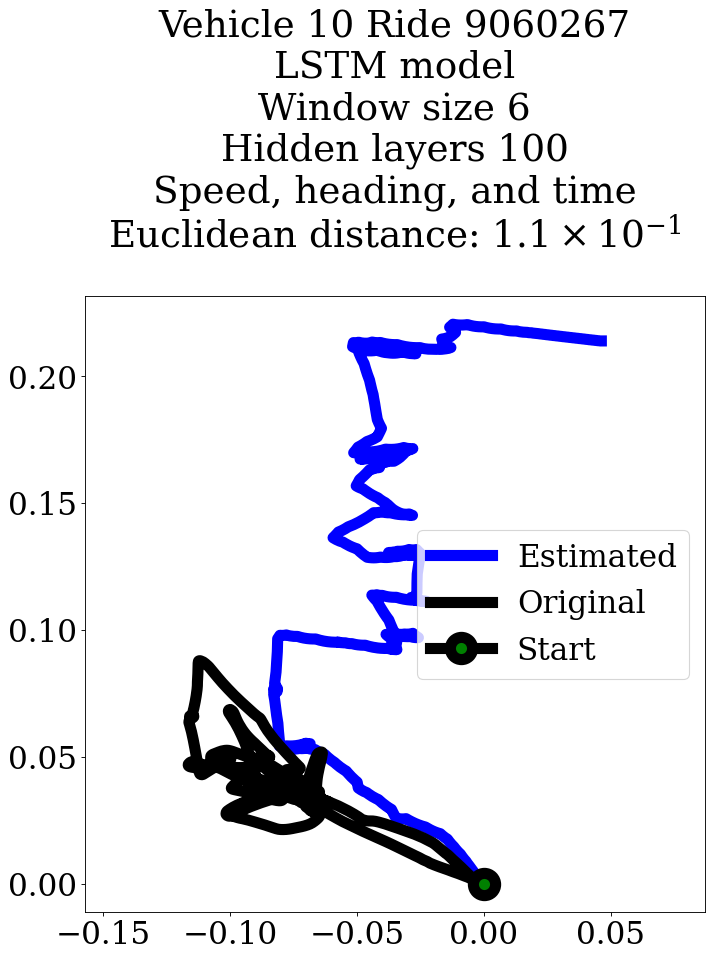 Vehicle 10 Ride 9060267
LSTM model
Window size 6
Hidden layers 100
Speed, heading, and time
Euclidean distance: 1.1 × 10⁻¹
0.20
0.15
0.10
0.05
0.00
Estimated
Original
Start
−0.15 −0.10 −0.05 0.00 0.05